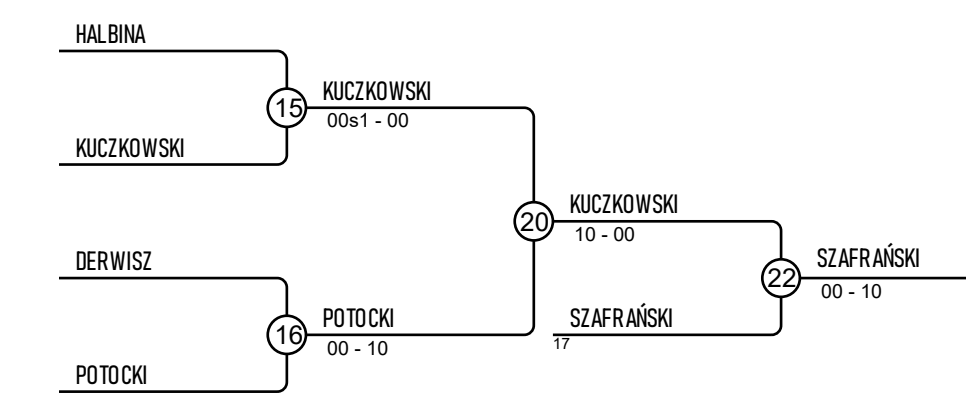 HALBINA
15
KUCZKOWSKI
00s1 - 00
KUCZKOWSKI
20
KUCZKOWSKI
10 - 00
DERWISZ
22
SZAFRAŃSKI
00 - 10
16
POTOCKI
00 - 10
SZAFRAŃSKI
17
POTOCKI